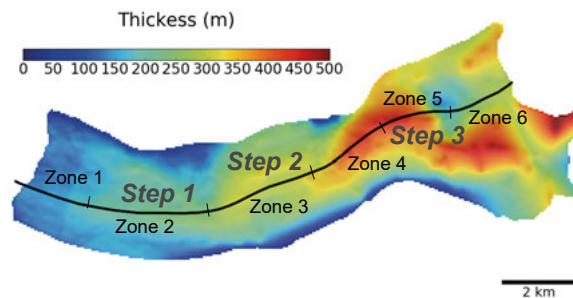 Thickess (m)
0 50 100 150 200 250 300 350 400 450 500
Zone 5
Zone 6
Step 3
Step 2
Zone 4
Zone 1
Step 1
Zone 3
Zone 2
2 km